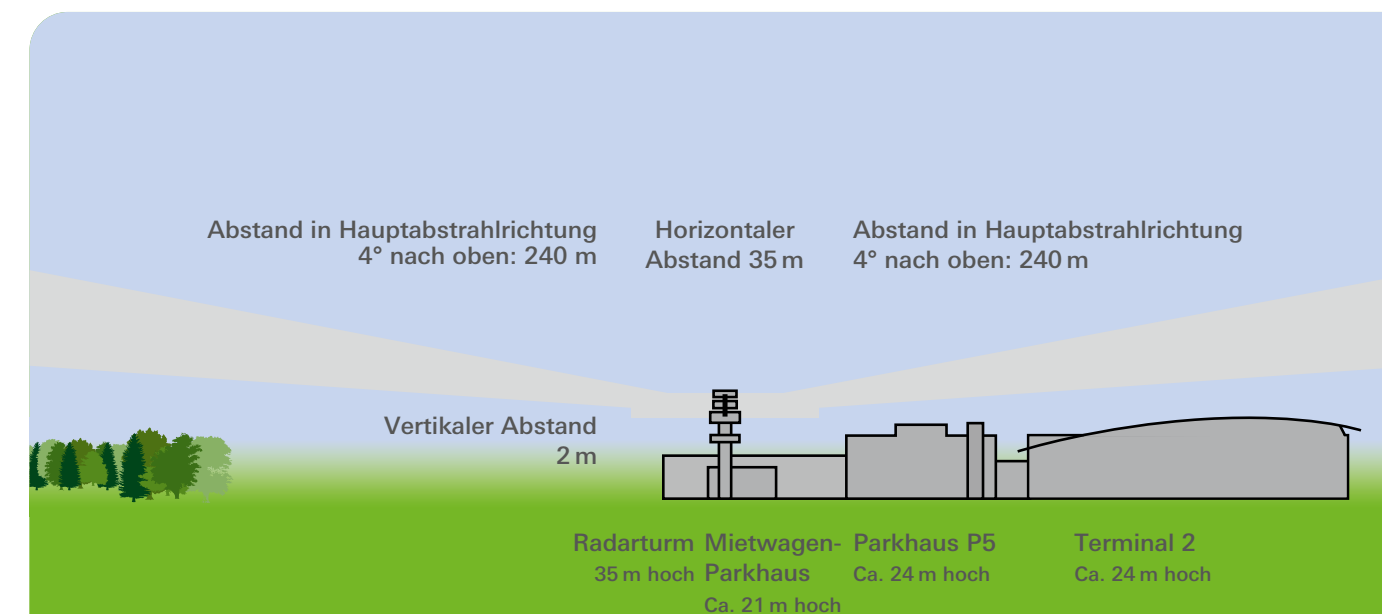 Abstand in Hauptabstrahlrichtung
4° nach oben: 240 m
Horizontaler
Abstand 35 m
Abstand in Hauptabstrahlrichtung
4° nach oben: 240 m
Vertikaler Abstand
2 m
Radarturm
35 m hoch
Mietwagen-
Parkhaus
Ca. 21 m hoch
Parkhaus P5
Ca. 24 m hoch
Terminal 2
Ca. 24 m hoch